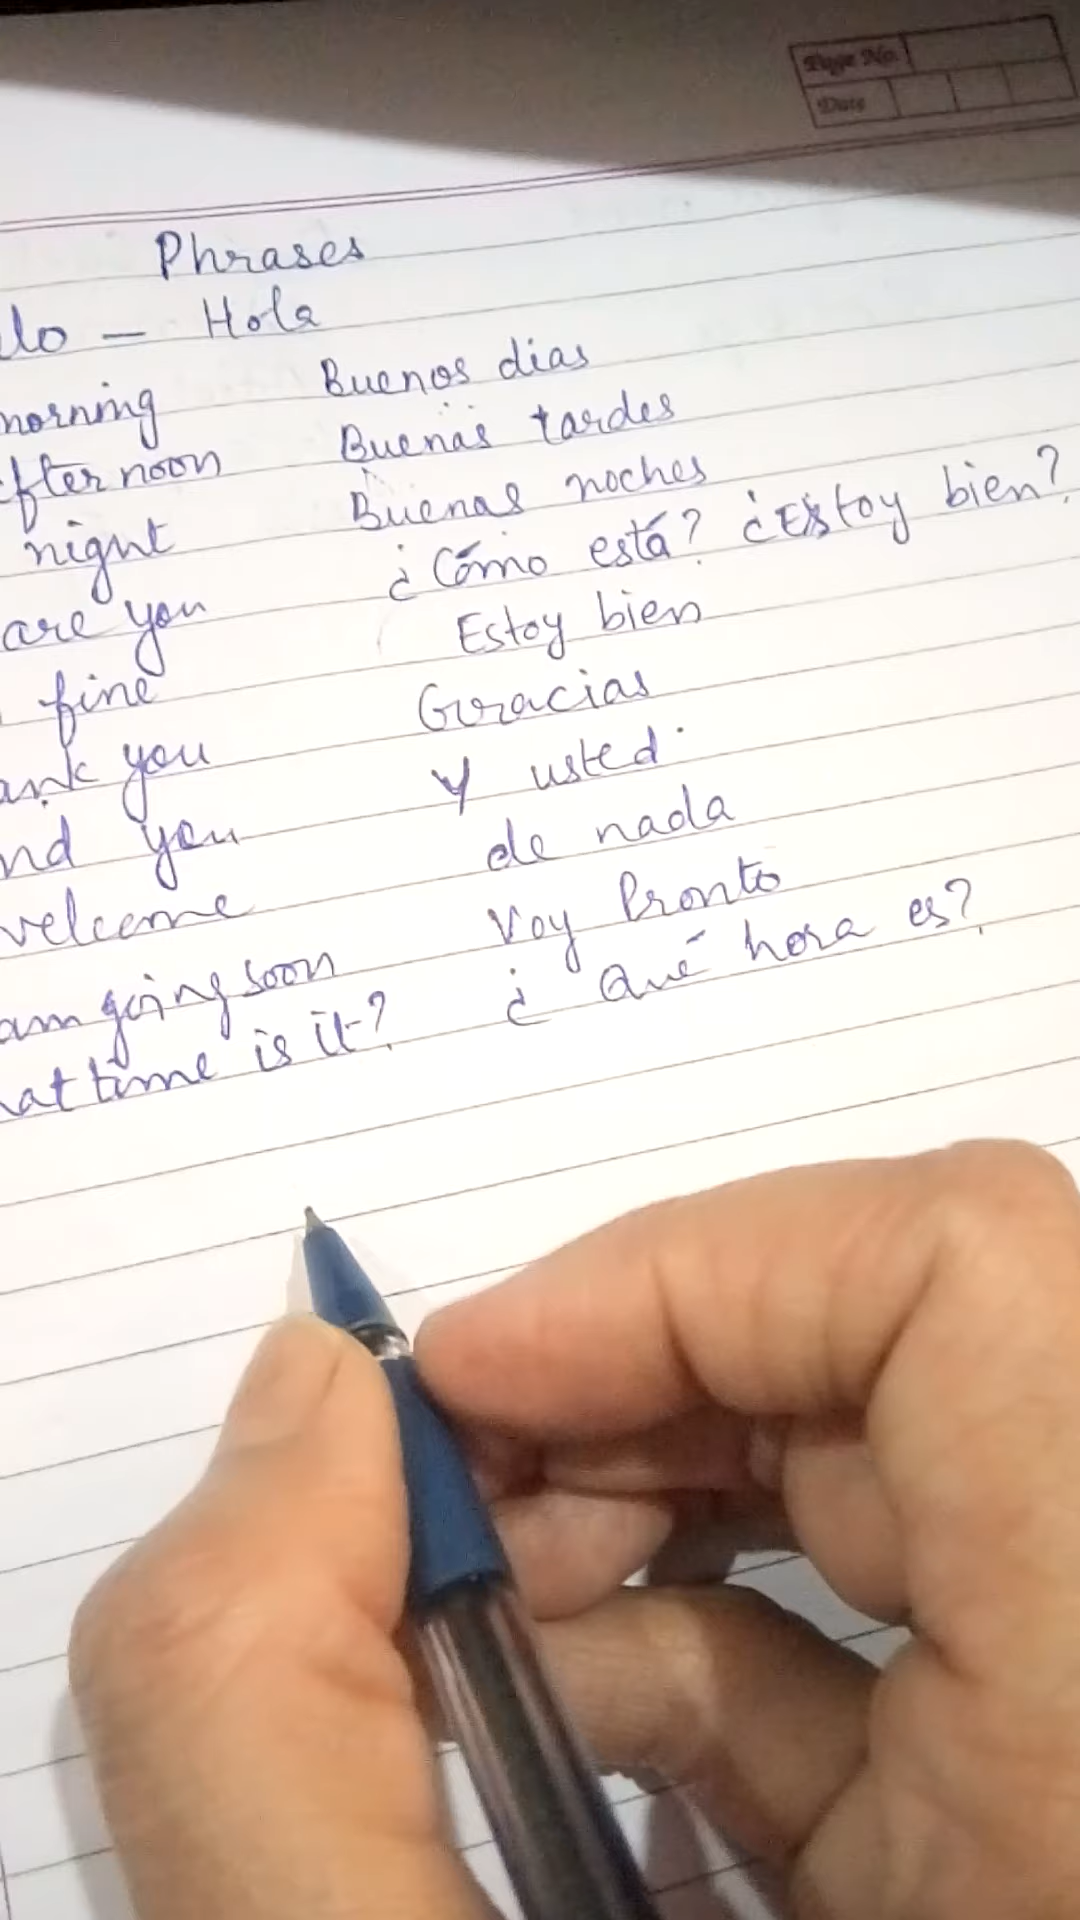 Page No.
Date
Phrases
lo — Hola
morning Buenos dias
fternoon Buenas tardes
night Buenas noches
are you ¿Cómo está? ¿Estoy bien?
fine Estoy bien
ank you Gracias
nd you Y usted.
welcome de nada
am going soon Voy Pronto
hat time is it? ¿Qué hora es?